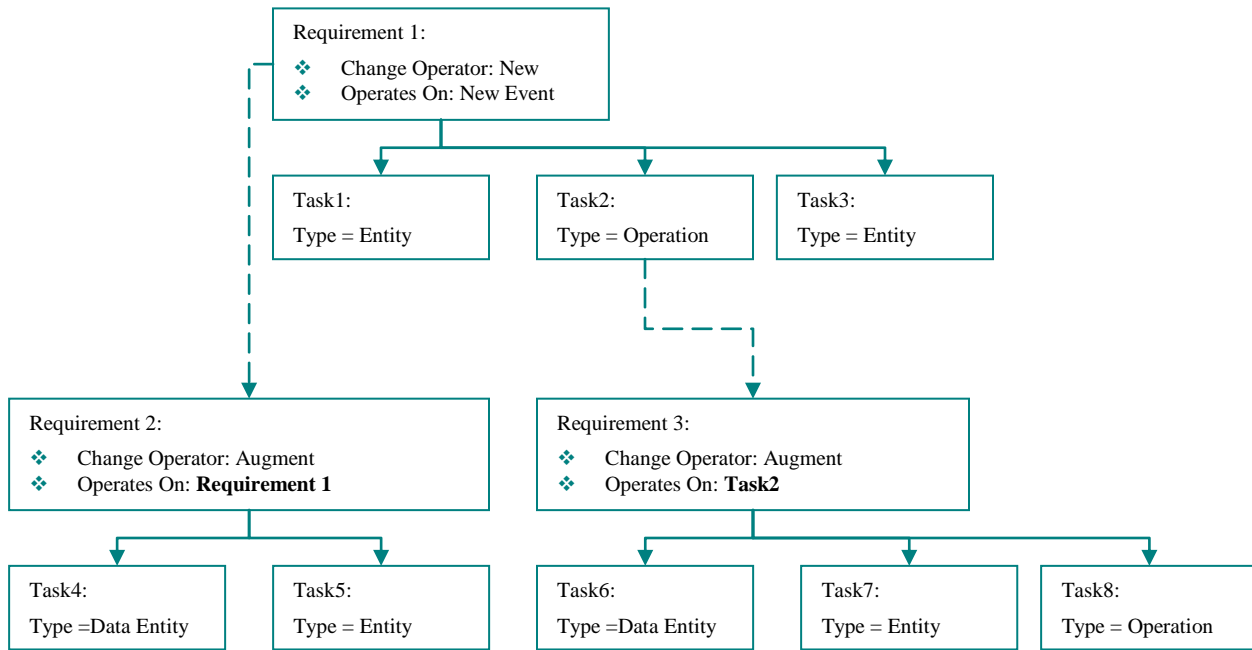 Requirement 1:
❖ Change Operator: New
❖ Operates On: New Event
Task1:
Type = Entity
Task2:
Type = Operation
Task3:
Type = Entity
Requirement 2:
❖ Change Operator: Augment
❖ Operates On: Requirement 1
Requirement 3:
❖ Change Operator: Augment
❖ Operates On: Task2
Task4:
Type =Data Entity
Task5:
Type = Entity
Task6:
Type =Data Entity
Task7:
Type = Entity
Task8:
Type = Operation